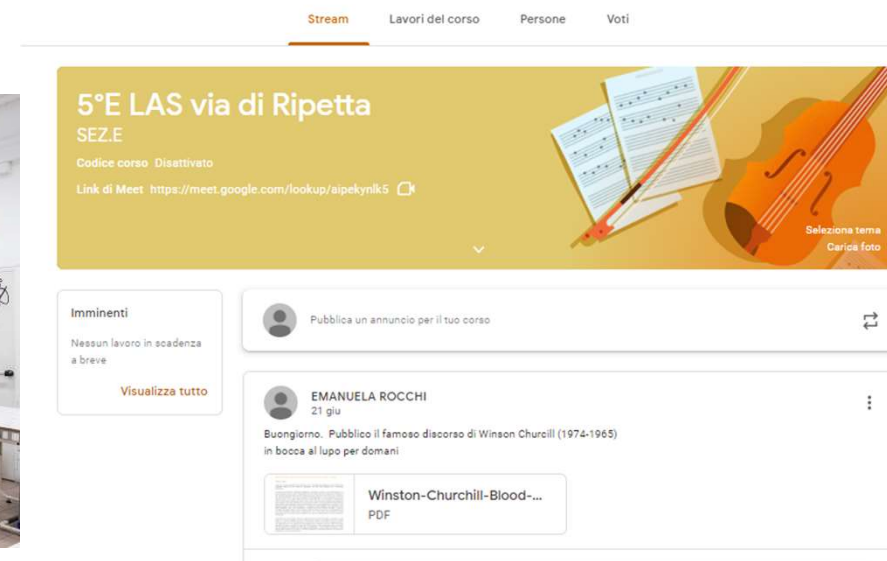 Stream Lavori del corso Persone Voti
5°E LAS via di Ripetta
SEZ.E
Codice corso Disattivato
Link di Meet https://meet.google.com/lookup/aipekynlk5
Seleziona tema
Carica foto
Imminenti
Nessun lavoro in scadenza
a breve
Visualizza tutto
Pubblica un annuncio per il tuo corso
EMANUELA ROCCHI
21 giu
Buongiorno. Pubblico il famoso discorso di Winson Churcill (1974-1965)
in bocca al lupo per domani
Winston-Churchill-Blood-...
PDF